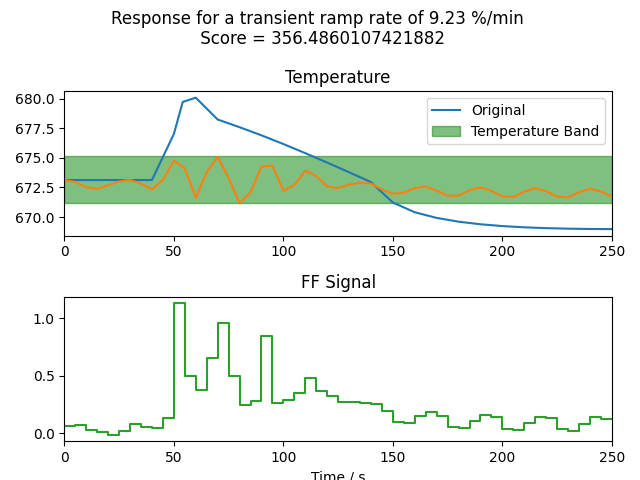 Response for a transient ramp rate of 9.23 %/min
Score = 356.4860107421882
Temperature
680.0
677.5
675.0
672.5
670.0
Original
Temperature Band
0 50 100 150 200 250
FF Signal
1.0
0.5
0.0
0 50 100 150 200 250
Time / s